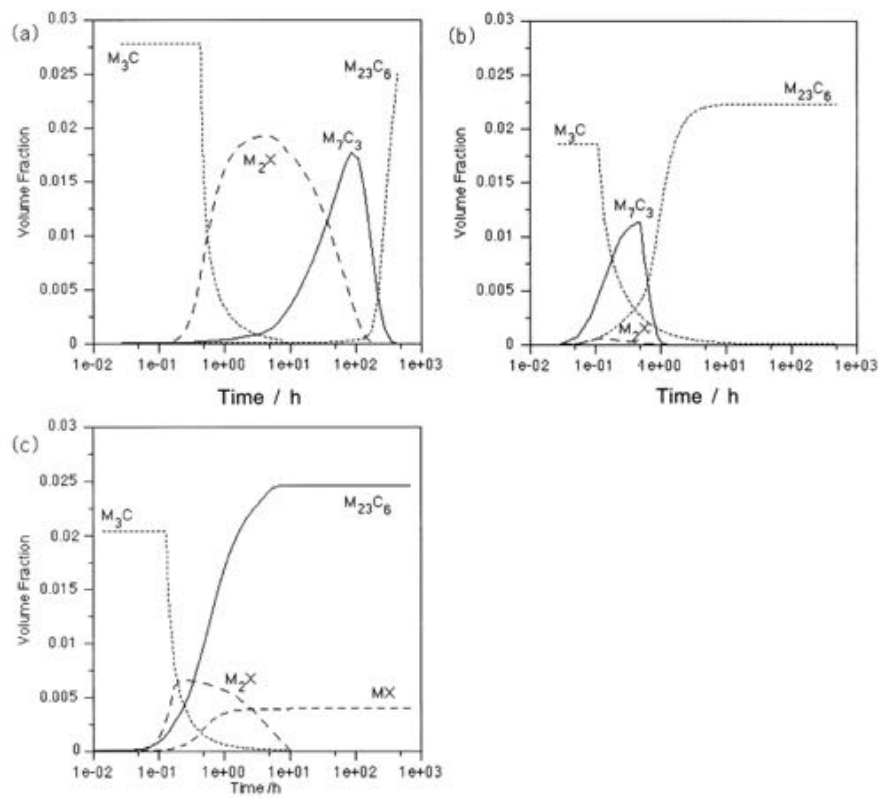 (a)
0.03
0.025
0.02
0.015
0.01
0.005
0
M3C
M2X
M7C3
M23C6
Volume Fraction
1e-02 1e-01 1e+00 1e+01 1e+02 1e+03
Time / h
(b)
0.03
0.025
0.02
0.015
0.01
0.005
0
M3C
M7C3
M2X
M23C6
Volume Fraction
1e-02 1e-01 1e+00 1e+01 1e+02 1e+03
Time / h
(c)
0.03
0.025
0.02
0.015
0.01
0.005
0
M3C
M2X
M23C6
MX
Volume Fraction
1e-02 1e-01 1e+00 1e+01 1e+02 1e+03
Time /h